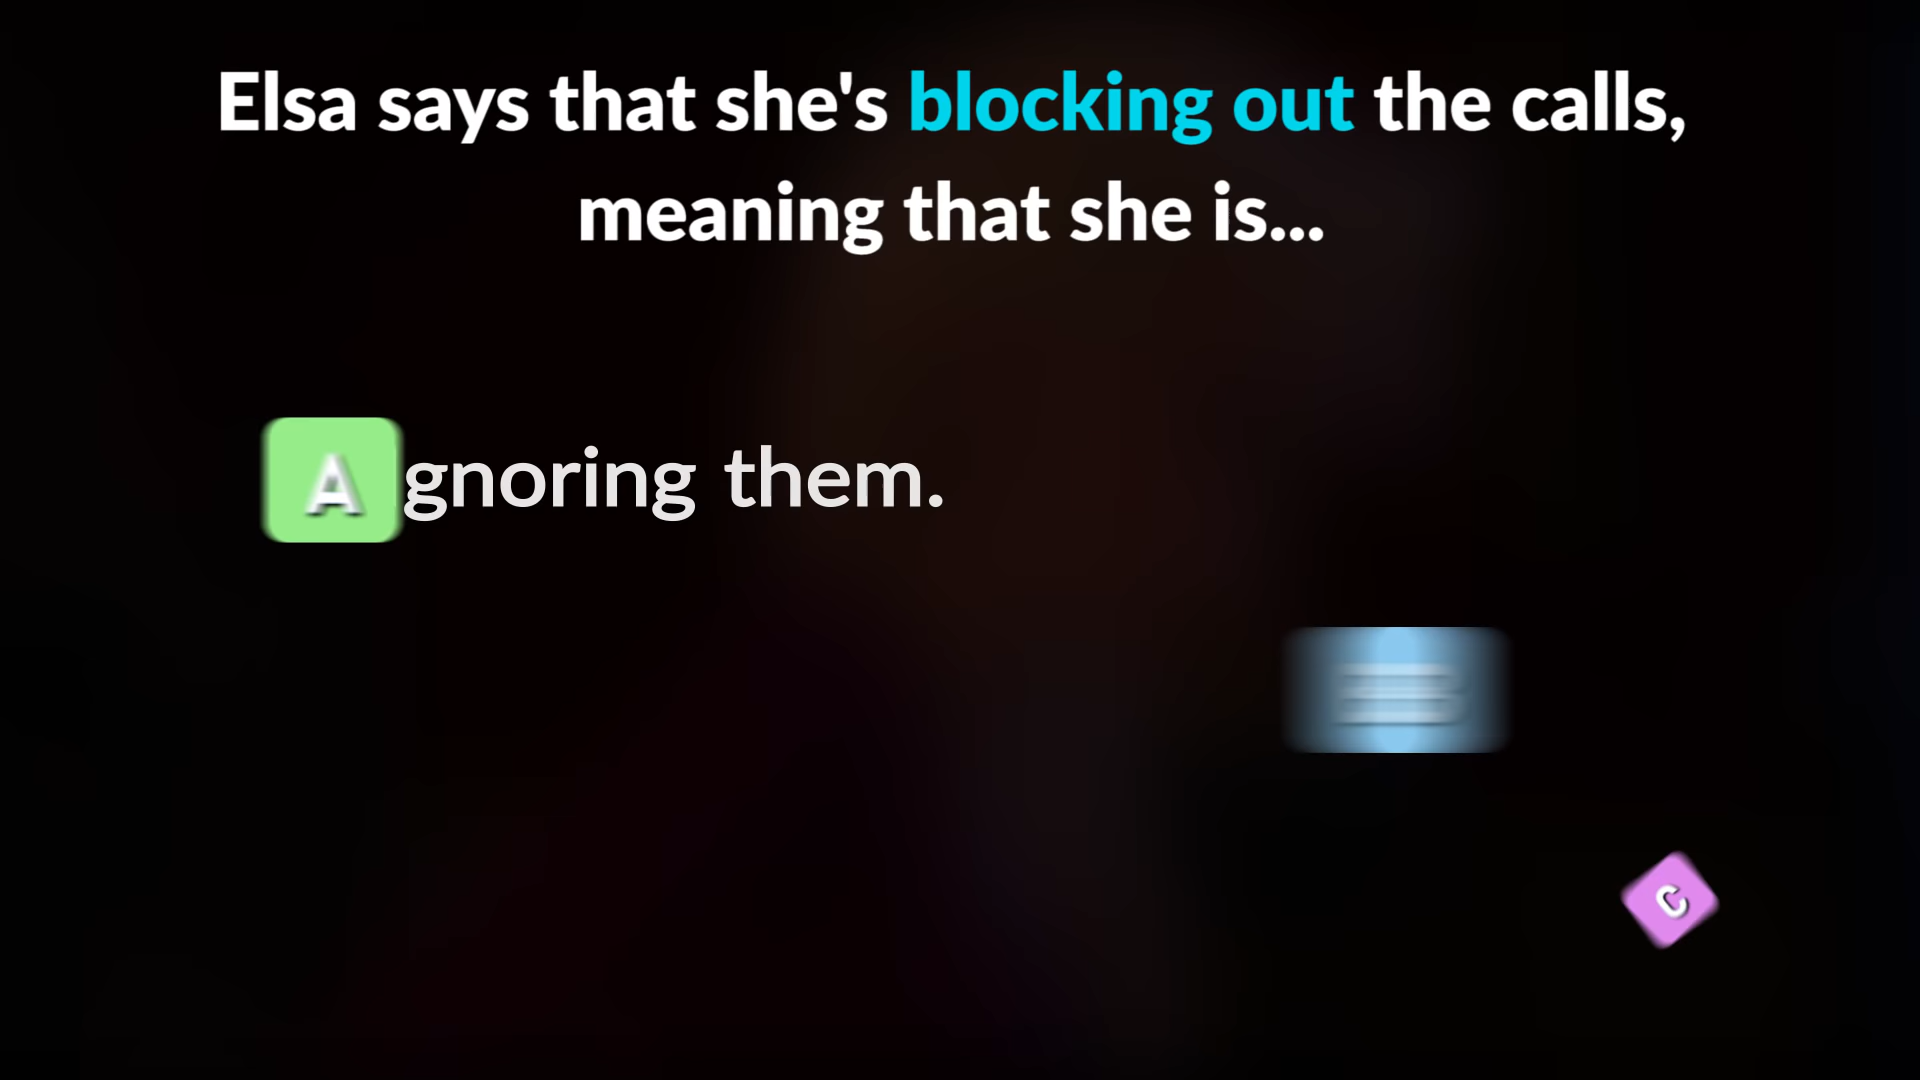 Elsa says that she's blocking out the calls,
meaning that she is...
A gnoring them.
C